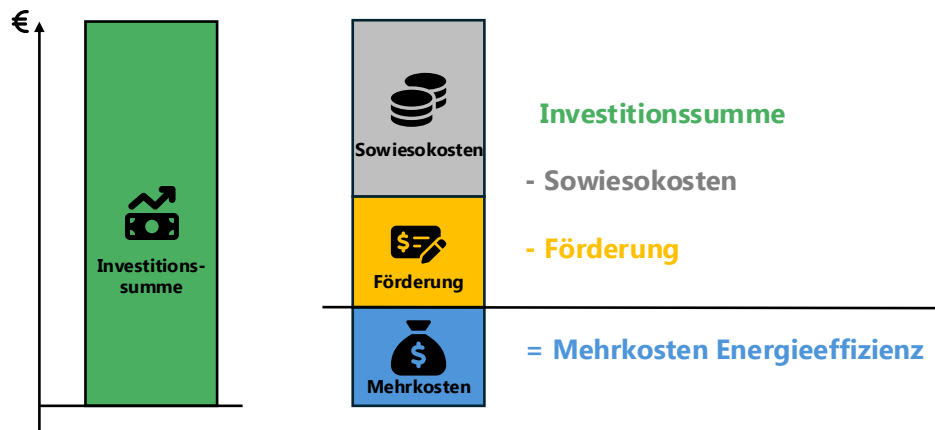 €
Investitions-
summe
Sowiesokosten
Förderung
Mehrkosten
Investitionssumme
- Sowiesokosten
- Förderung
= Mehrkosten Energieeffizienz